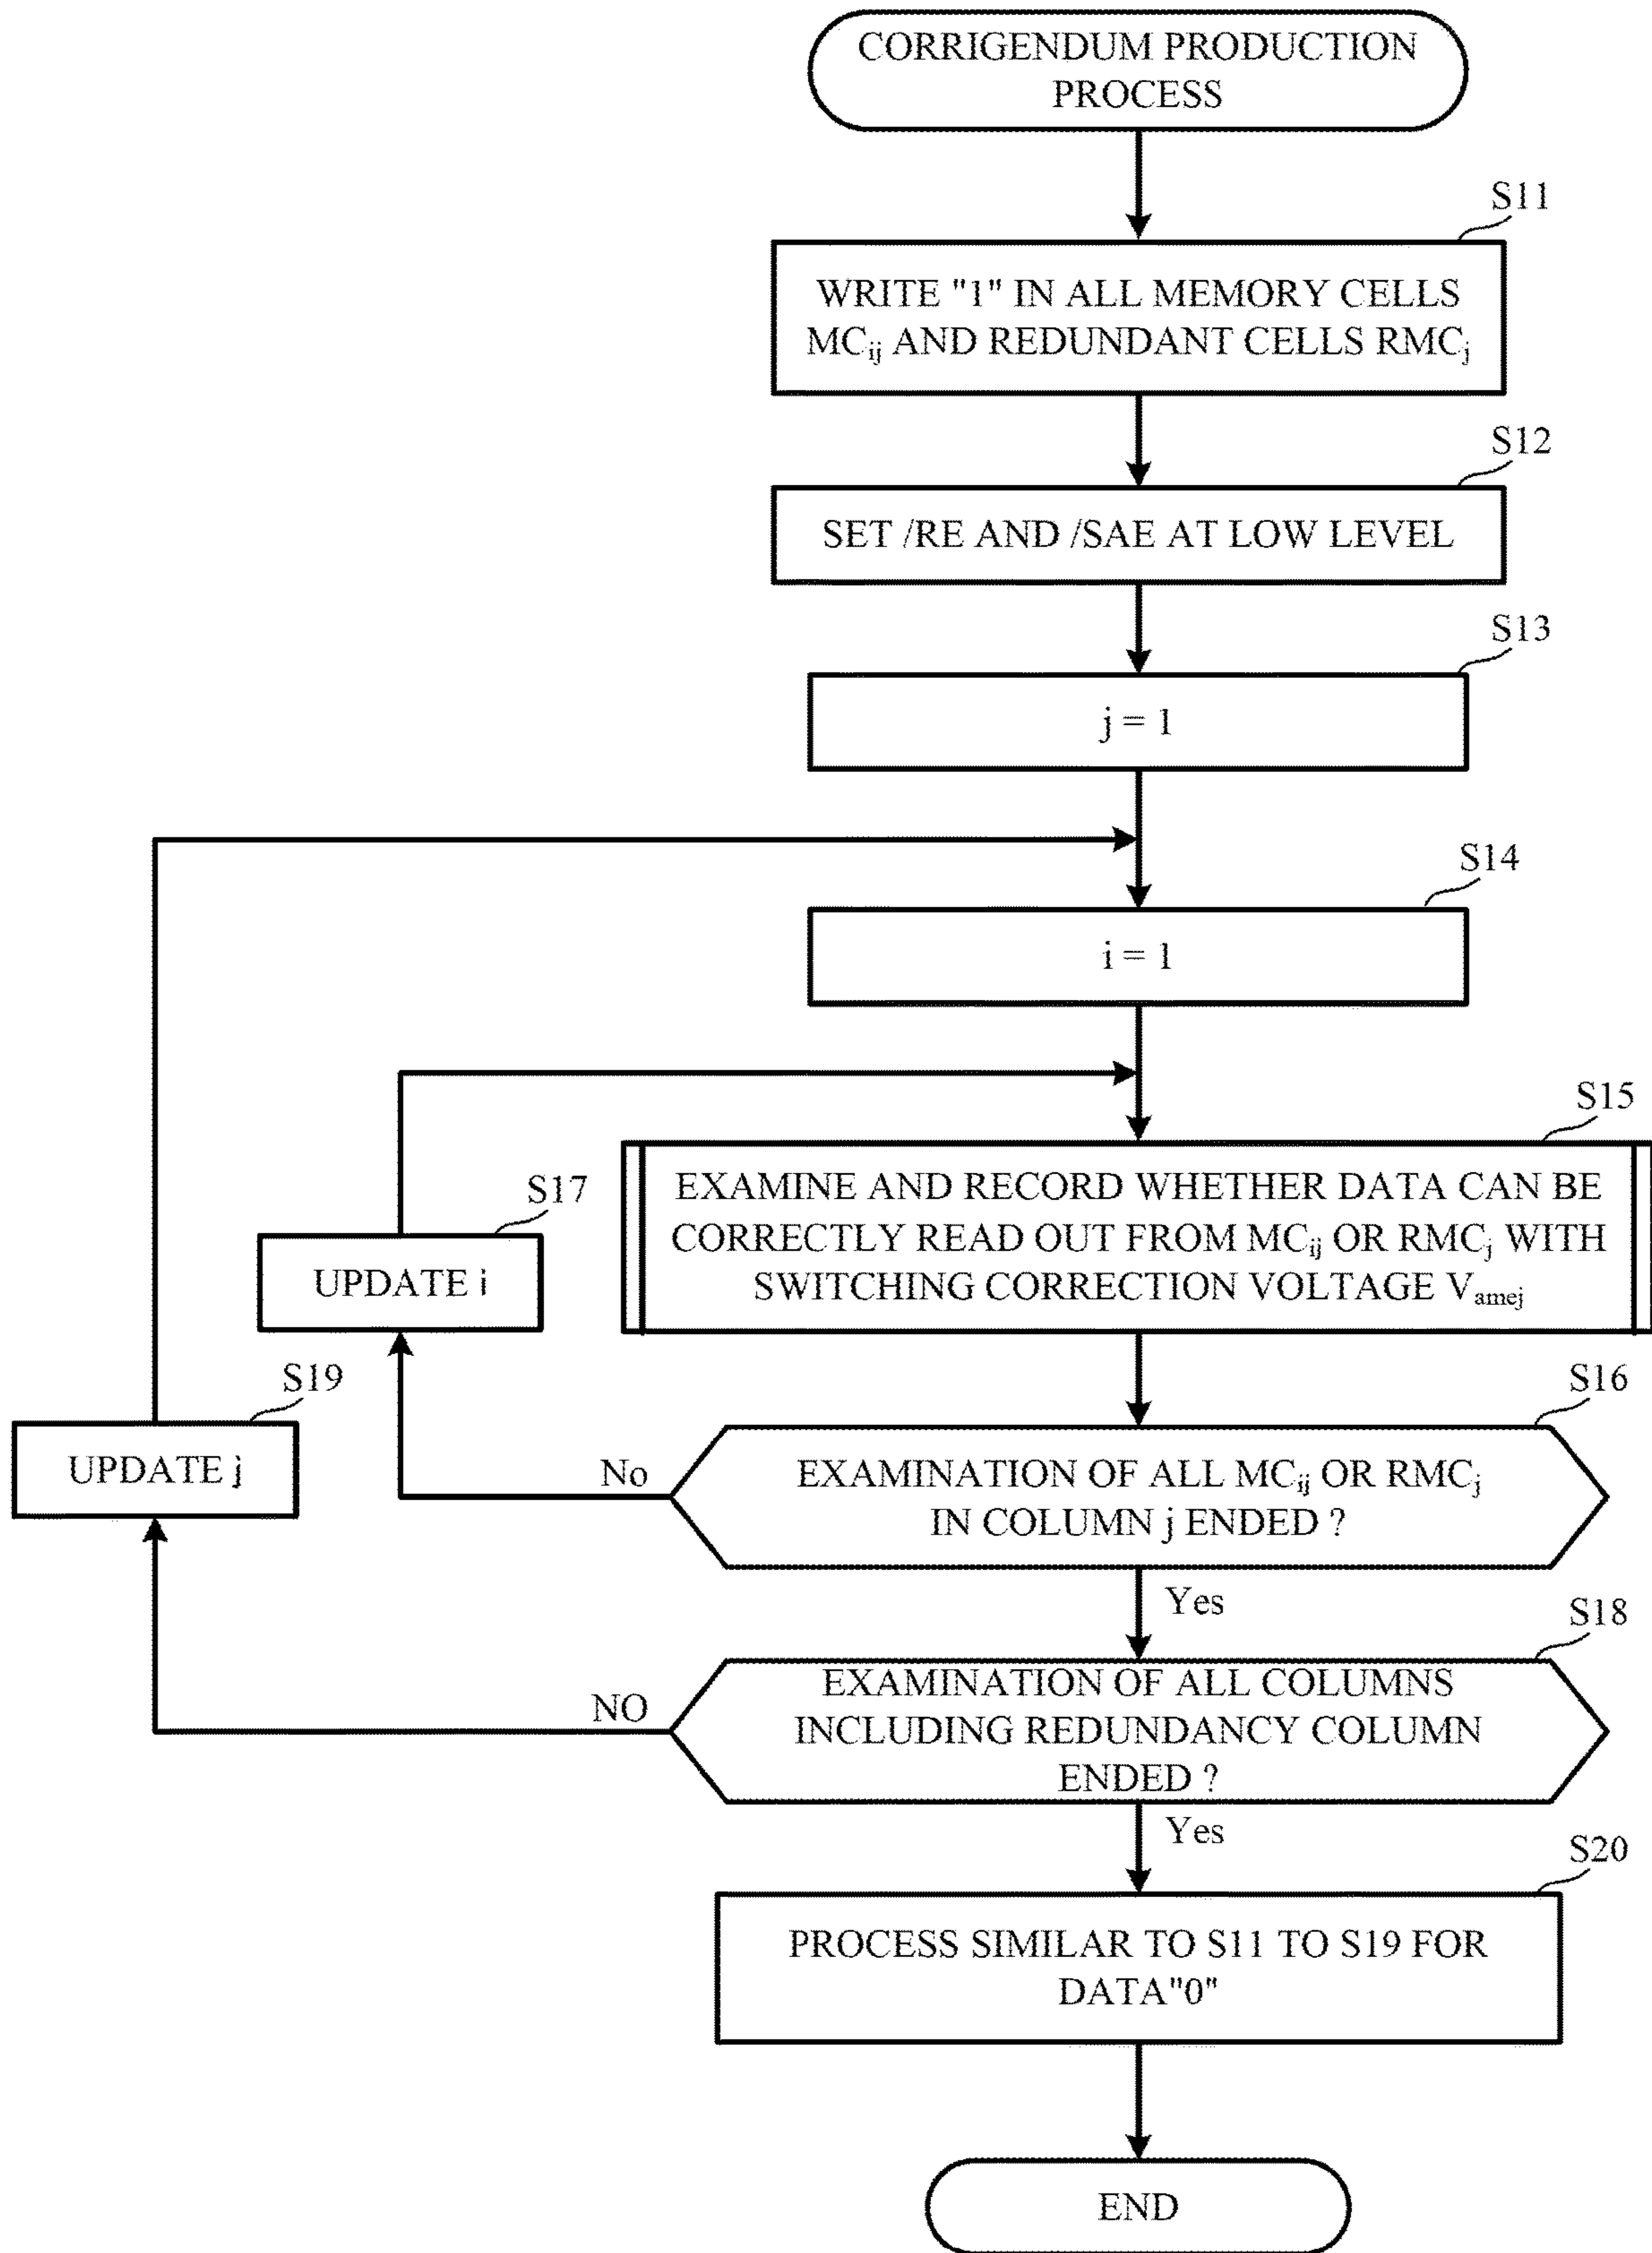 CORRIGENDUM PRODUCTION
PROCESS
S11
WRITE "1" IN ALL MEMORY CELLS
MCij AND REDUNDANT CELLS RMCj
S12
SET /RE AND /SAE AT LOW LEVEL
S13
j = 1
S14
i = 1
S15
EXAMINE AND RECORD WHETHER DATA CAN BE
CORRECTLY READ OUT FROM MCij OR RMCj WITH
SWITCHING CORRECTION VOLTAGE Vamej
S17
UPDATE i
S16
EXAMINATION OF ALL MCij OR RMCj
IN COLUMN j ENDED ?
No
S19
UPDATE j
Yes
S18
EXAMINATION OF ALL COLUMNS
INCLUDING REDUNDANCY COLUMN
ENDED ?
NO
Yes
S20
PROCESS SIMILAR TO S11 TO S19 FOR
DATA"0"
END